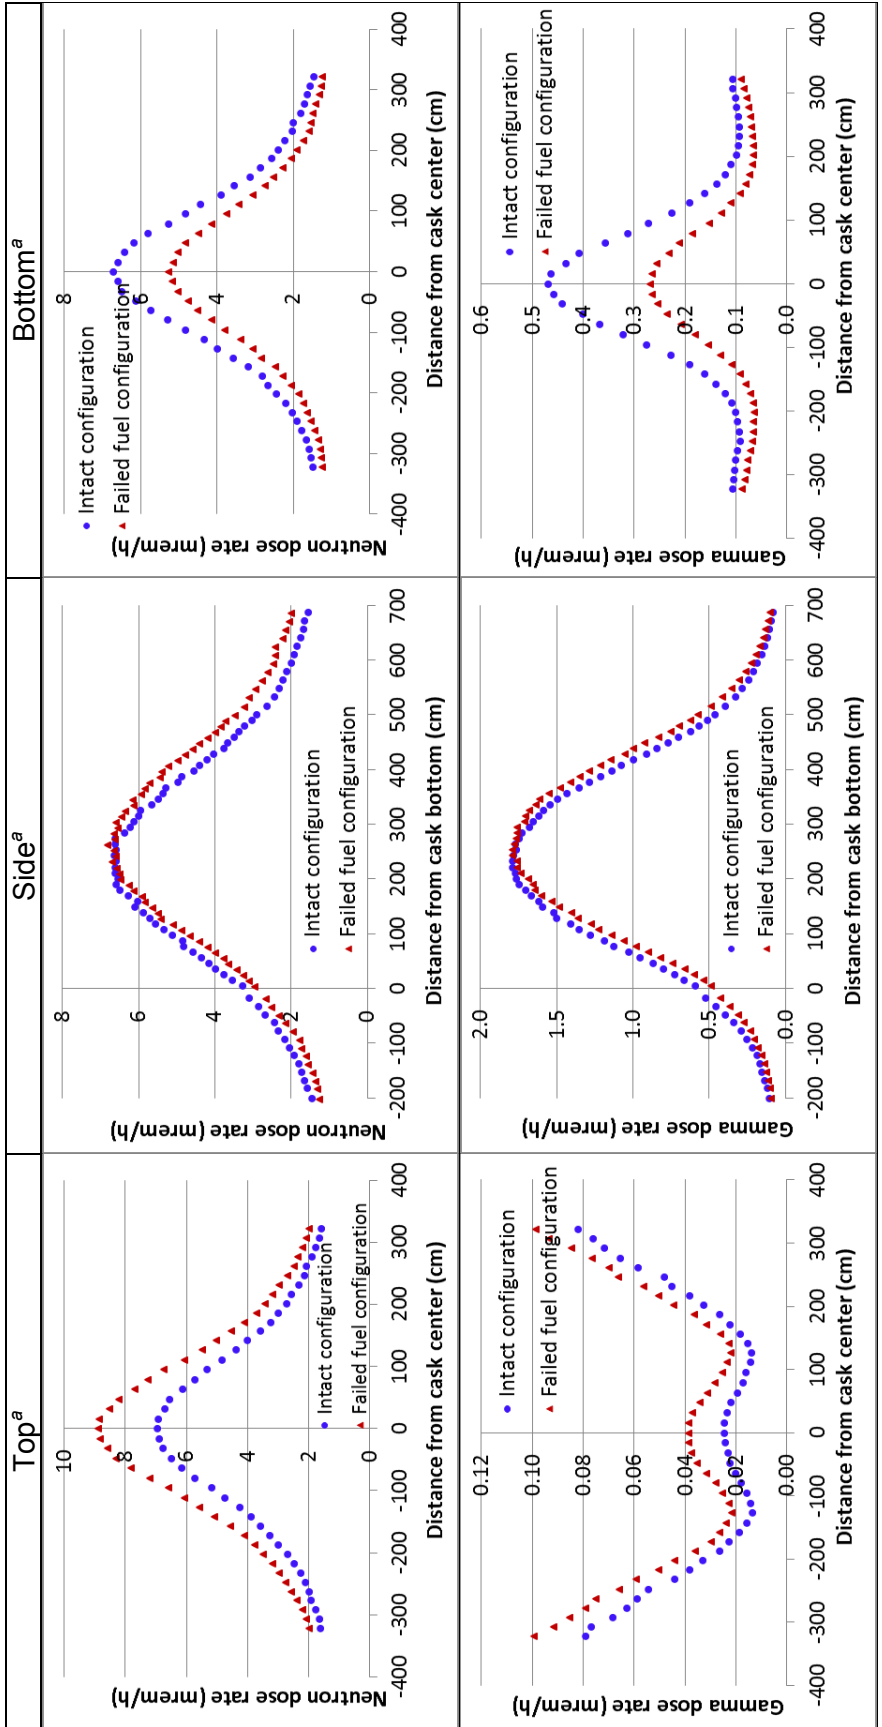 Top a
Side a
Bottom a
Neutron dose rate (mrem/h)
10
8
6
4
2
0
-400 -300 -200 -100 0 100 200 300 400
Distance from cask center (cm)
Intact configuration
Failed fuel configuration
Neutron dose rate (mrem/h)
8
6
4
2
0
-200 -100 0 100 200 300 400 500 600 700
Distance from cask bottom (cm)
Intact configuration
Failed fuel configuration
Neutron dose rate (mrem/h)
8
6
4
2
0
-400 -300 -200 -100 0 100 200 300 400
Distance from cask center (cm)
Intact configuration
Failed fuel configuration
Gamma dose rate (mrem/h)
0.12
0.10
0.08
0.06
0.04
0.02
0.00
-400 -300 -200 -100 0 100 200 300 400
Distance from cask center (cm)
Intact configuration
Failed fuel configuration
Gamma dose rate (mrem/h)
2.0
1.5
1.0
0.5
0.0
-200 -100 0 100 200 300 400 500 600 700
Distance from cask bottom (cm)
Intact configuration
Failed fuel configuration
Gamma dose rate (mrem/h)
0.6
0.5
0.4
0.3
0.2
0.1
0.0
-400 -300 -200 -100 0 100 200 300 400
Distance from cask center (cm)
Intact configuration
Failed fuel configuration